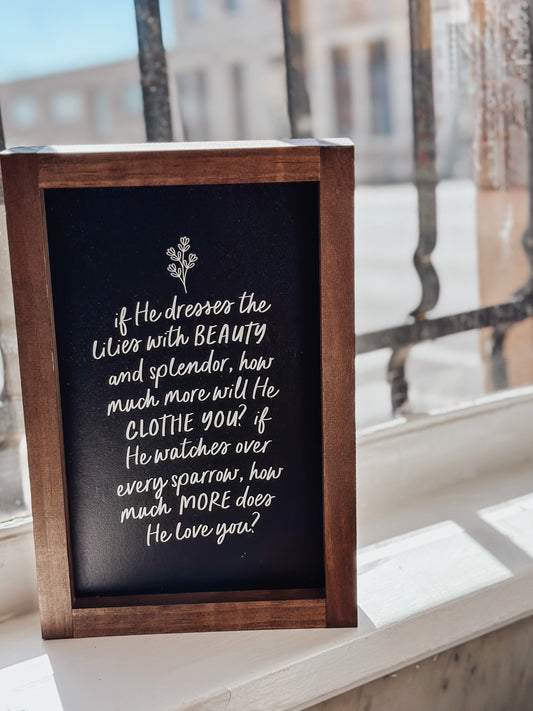 if He dresses the
lilies with BEAUTY
and splendor, how
much more will He
CLOTHE YOU? if
He watches over
every sparrow, how
much MORE does
He love you?